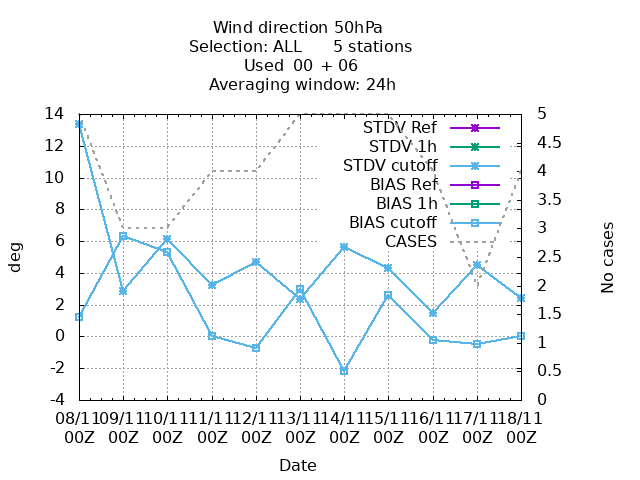 Wind direction 50hPa
Selection: ALL 5 stations
Used 00 + 06
Averaging window: 24h
14
12
10
8
6
4
2
0
-2
-4
deg
5
4.5
4
3.5
3
2.5
2
1.5
1
0.5
0
No cases
STDV Ref
STDV 1h
STDV cutoff
BIAS Ref
BIAS 1h
BIAS cutoff
CASES
08/11 09/11 10/11 11/11 12/11 13/11 14/11 15/11 16/11 17/11 18/11
00Z 00Z 00Z 00Z 00Z 00Z 00Z 00Z 00Z 00Z 00Z
Date